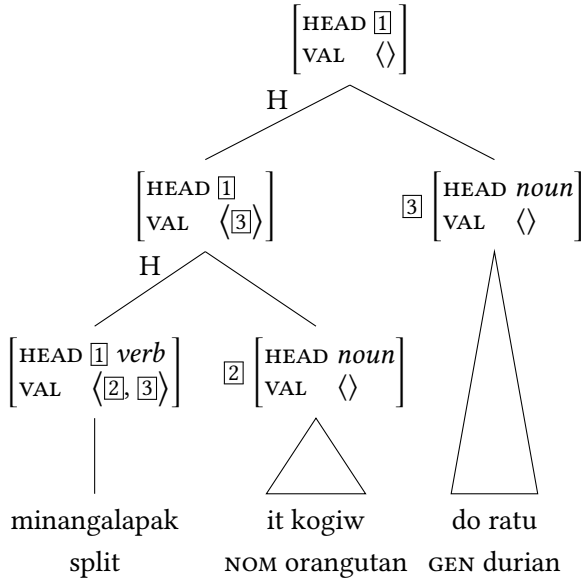 [HEAD 1
VAL ⟨⟩]
H
[HEAD 1
VAL ⟨3⟩]
3 [HEAD noun
VAL ⟨⟩]
H
[HEAD 1 verb
VAL ⟨2, 3⟩]
2 [HEAD noun
VAL ⟨⟩]
minangalapak it kogiw do ratu
split NOM orangutan GEN durian